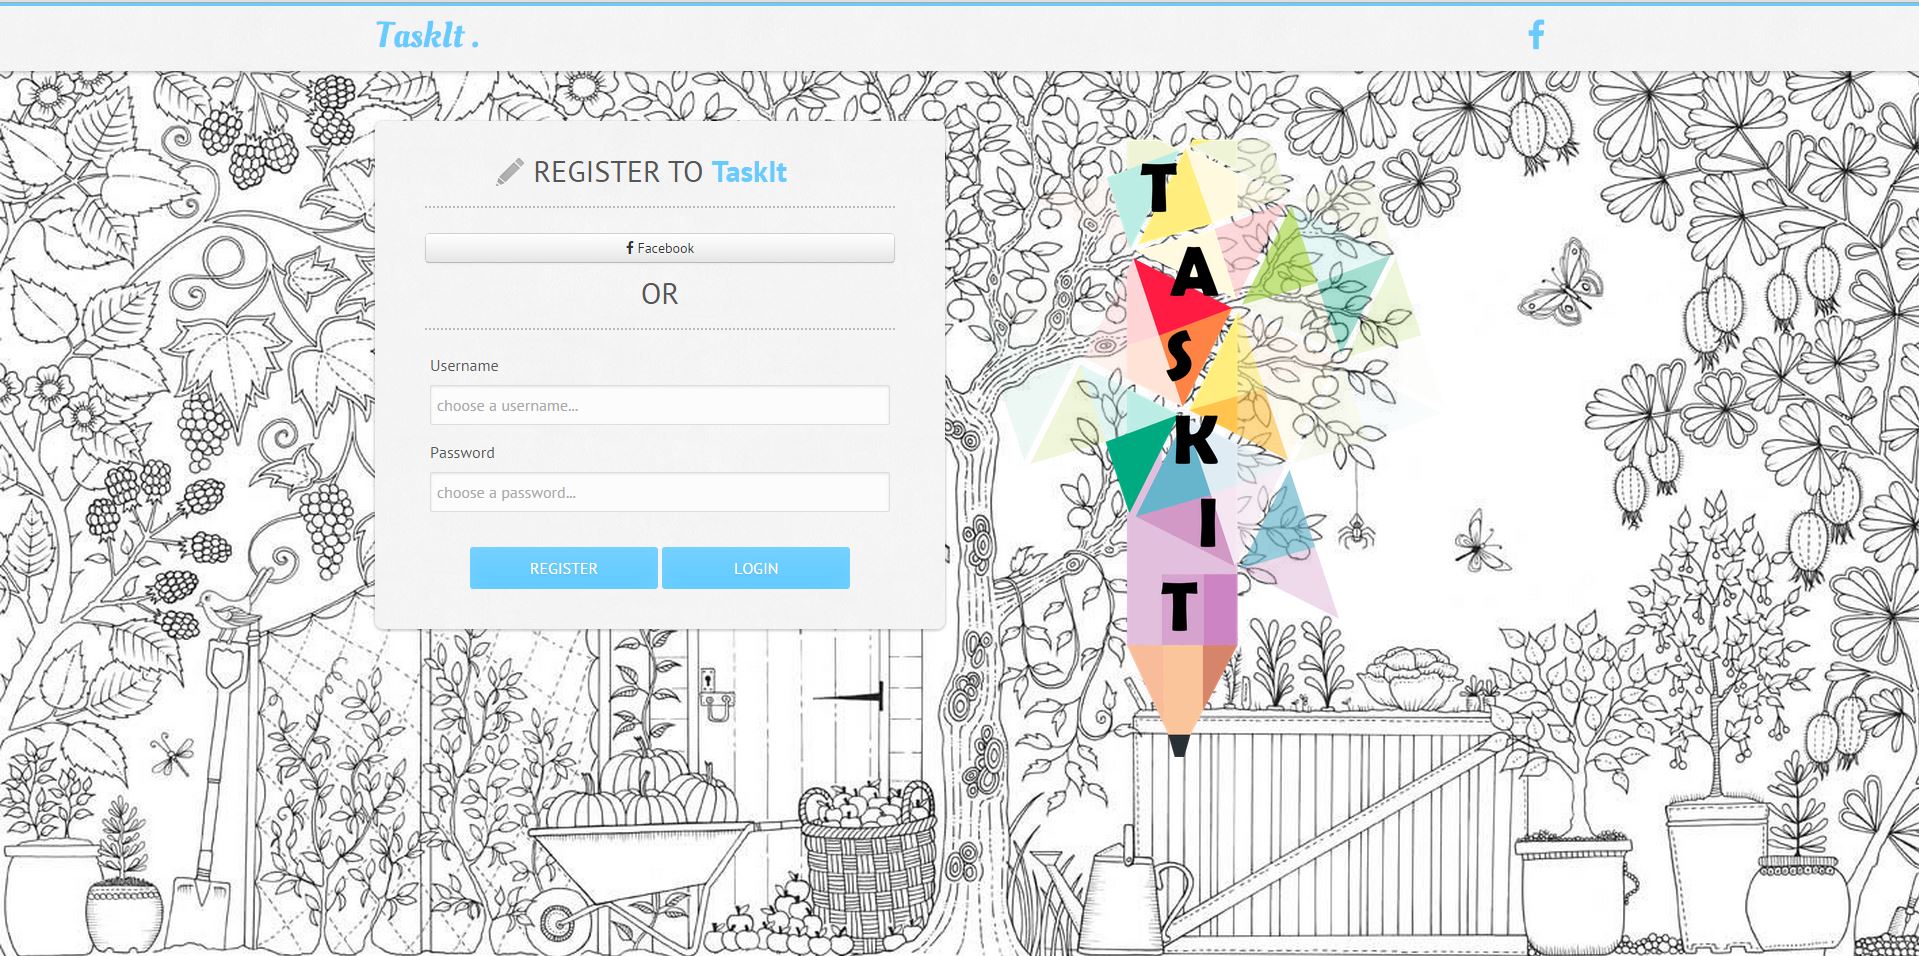 TaskIt .
REGISTER TO TaskIt
Facebook
OR
Username
choose a username...
Password
choose a password...
REGISTER
LOGIN
T
A
S
K
I
T